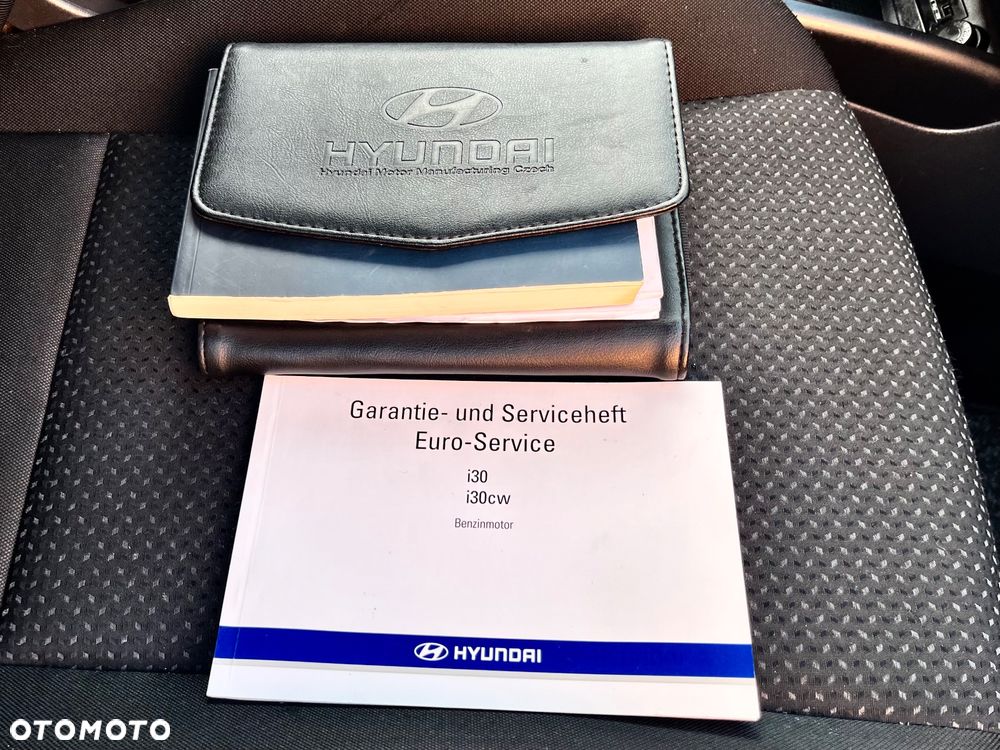 HYUNDAI
Hyundai Motor Manufacturing Czech
Garantie- und Serviceheft
Euro-Service
i30
i30cw
Benzinmotor
HYUNDAI
OTOMOTO